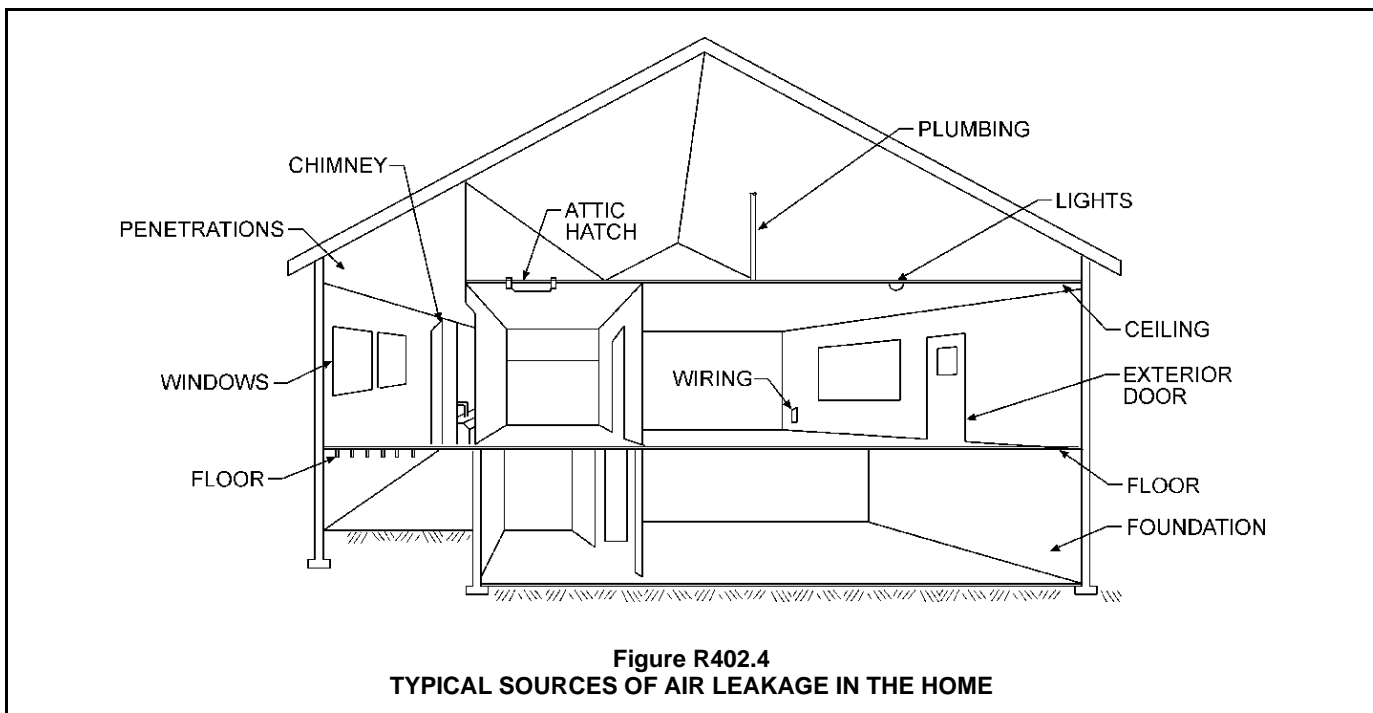 PLUMBING
CHIMNEY
LIGHTS
ATTIC
HATCH
PENETRATIONS
CEILING
WINDOWS
WIRING
EXTERIOR
DOOR
FLOOR
FLOOR
FOUNDATION
Figure R402.4
TYPICAL SOURCES OF AIR LEAKAGE IN THE HOME